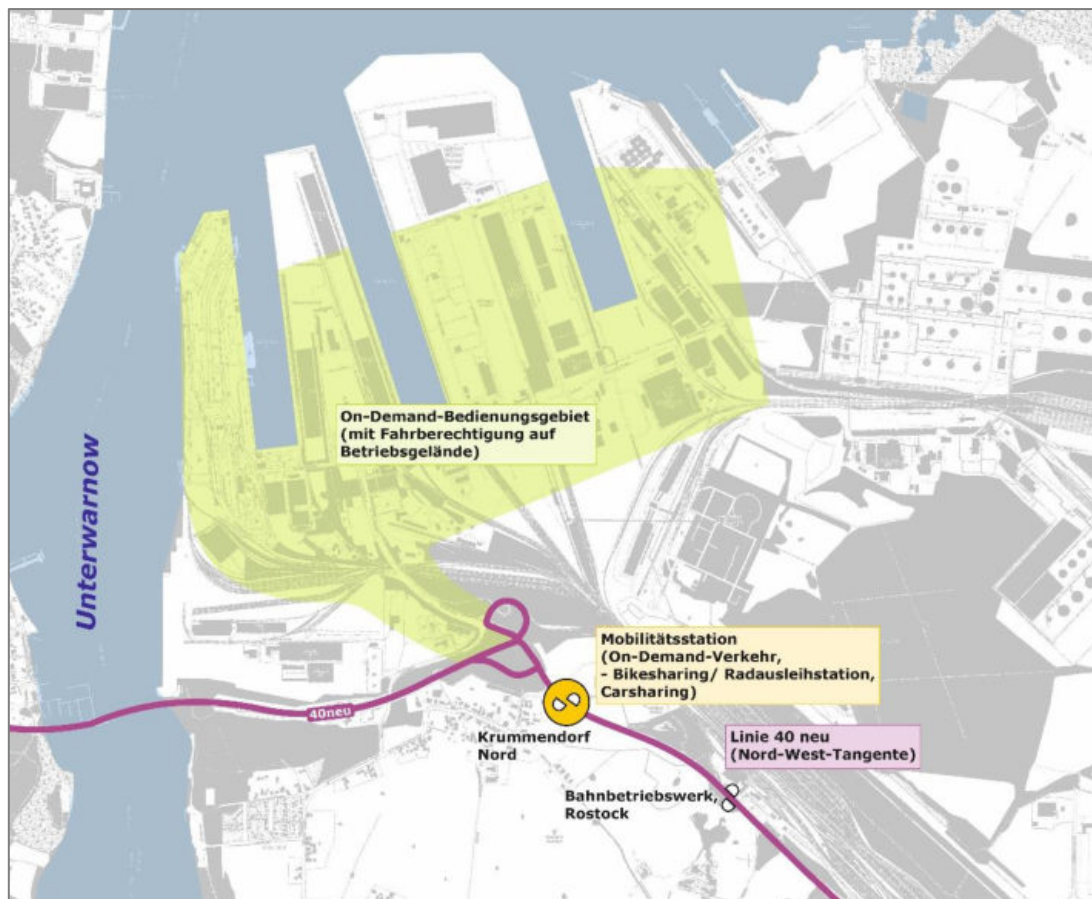 On-Demand-Bedienungsgebiet
(mit Fahrberechtigung auf
Betriebsgelände)
Unterwarnow
Mobilitätsstation
(On-Demand-Verkehr,
- Bikesharing/ Radausleihstation,
Carsharing)
40neu
Krummendorf
Nord
Linie 40 neu
(Nord-West-Tangente)
Bahnbetriebswerk,
Rostock